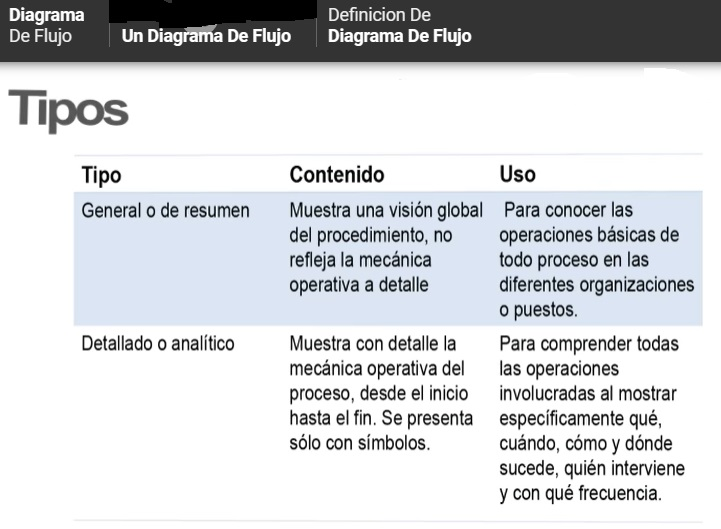 Diagrama
De Flujo
Un Diagrama De Flujo
Definicion De
Diagrama De Flujo
Tipos
Tipo Contenido Uso
General o de resumen
Muestra una visión global
del procedimiento, no
refleja la mecánica
operativa a detalle
Para conocer las
operaciones básicas de
todo proceso en las
diferentes organizaciones
o puestos.
Detallado o analítico
Muestra con detalle la
mecánica operativa del
proceso, desde el inicio
hasta el fin. Se presenta
sólo con símbolos.
Para comprender todas
las operaciones
involucradas al mostrar
específicamente qué,
cuándo, cómo y dónde
sucede, quién interviene
y con qué frecuencia.